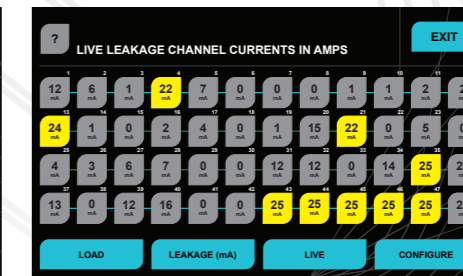 ?
LIVE LEAKAGE CHANNEL CURRENTS IN AMPS
EXIT
1 2 3 4 5 6 7 8 9 10 11
12 6 1 22 7 0 0 0 1 1 2
mA mA mA mA mA mA mA mA mA mA mA
13 14 15 16 17 18 19 20 21 22 23
24 1 0 2 4 0 1 15 22 0 5
mA mA mA mA mA mA mA mA mA mA mA
25 26 27 28 29 30 31 32 33 34 35
4 3 6 7 0 0 12 12 0 14 25
mA mA mA mA mA mA mA mA mA mA mA
37 38 39 40 41 42 43 44 45 46 47
13 0 12 16 0 0 25 25 25 25 25
mA mA mA mA mA mA mA mA mA mA mA
LOAD
LEAKAGE (mA)
LIVE
CONFIGURE